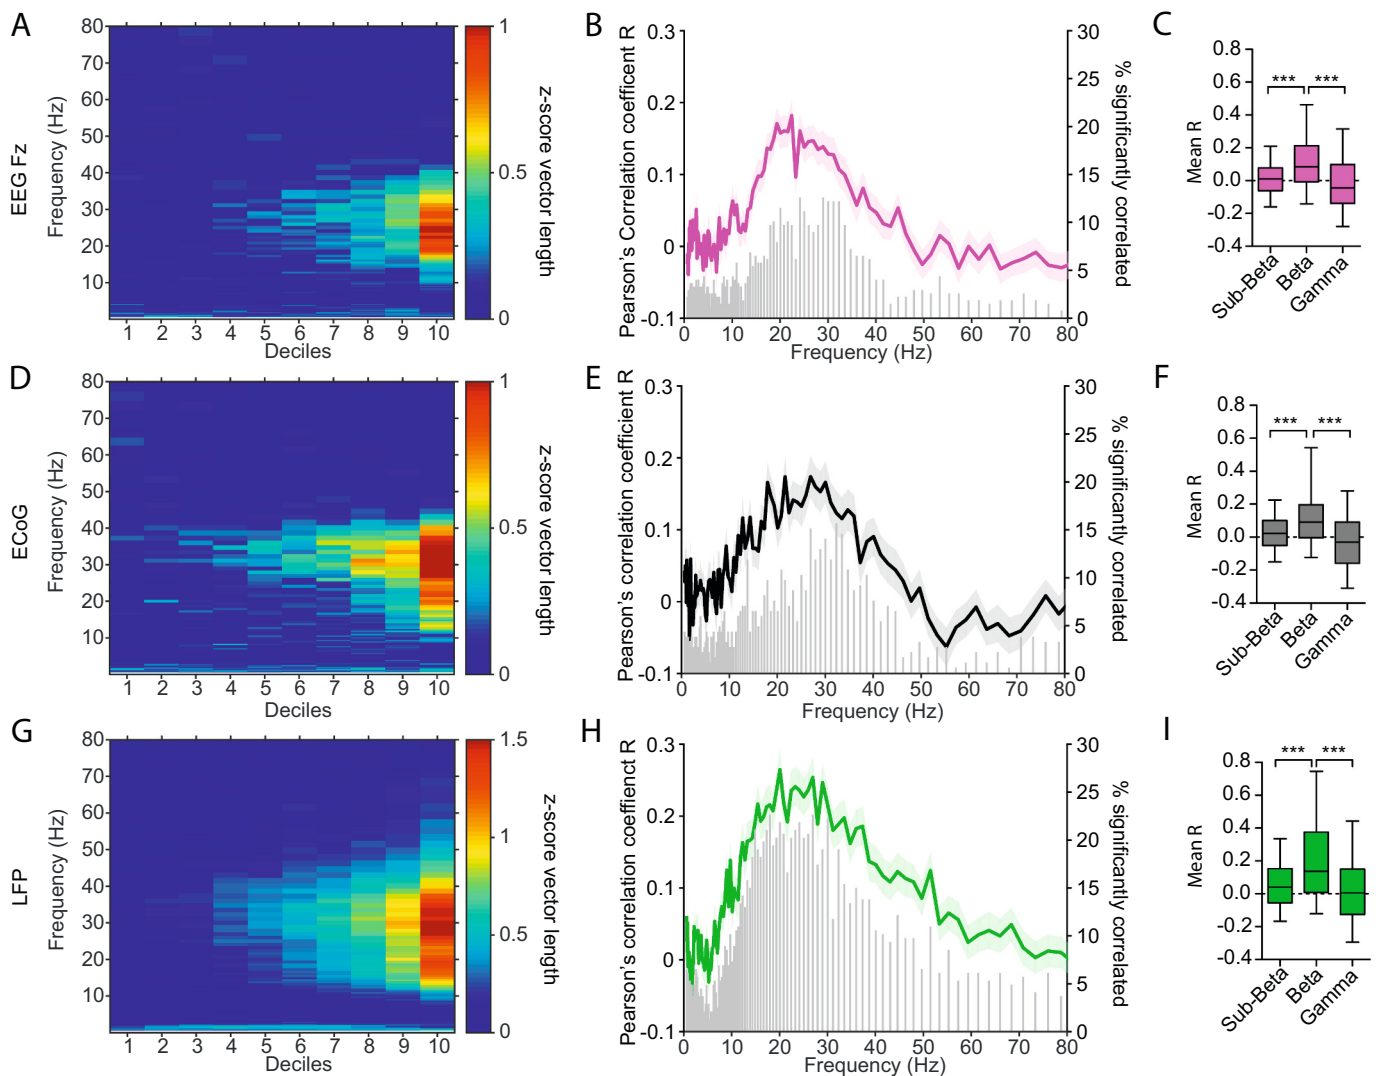 A
EEG Fz
Frequency (Hz)
80
70
60
50
40
30
20
10
1 2 3 4 5 6 7 8 9 10
Deciles
1
0.5
0
z-score vector length
B
Pearson's Correlation coefficent R
0.3
0.2
0.1
0
-0.1
0 10 20 30 40 50 60 70 80
Frequency (Hz)
30
25
20
15
10
5
0
% significantly correlated
C
Mean R
0.8
0.6
0.4
0.2
0.0
-0.2
-0.4
*** ***
Sub-Beta
Beta
Gamma
D
ECoG
Frequency (Hz)
80
70
60
50
40
30
20
10
1 2 3 4 5 6 7 8 9 10
Deciles
1
0.5
0
z-score vector length
E
Pearson's correlation coefficient R
0.3
0.2
0.1
0
-0.1
0 10 20 30 40 50 60 70 80
Frequency (Hz)
30
25
20
15
10
5
0
% significantly correlated
F
Mean R
0.8
0.6
0.4
0.2
0.0
-0.2
-0.4
*** ***
Sub-Beta
Beta
Gamma
G
LFP
Frequency (Hz)
80
70
60
50
40
30
20
10
1 2 3 4 5 6 7 8 9 10
Deciles
1.5
1
0.5
0
z-score vector length
H
Pearson's correlation coeffienct R
0.3
0.2
0.1
0
-0.1
0 10 20 30 40 50 60 70 80
Frequency (Hz)
30
25
20
15
10
5
0
% significantly correlated
I
Mean R
0.8
0.6
0.4
0.2
0.0
-0.2
-0.4
*** ***
Sub-Beta
Beta
Gamma